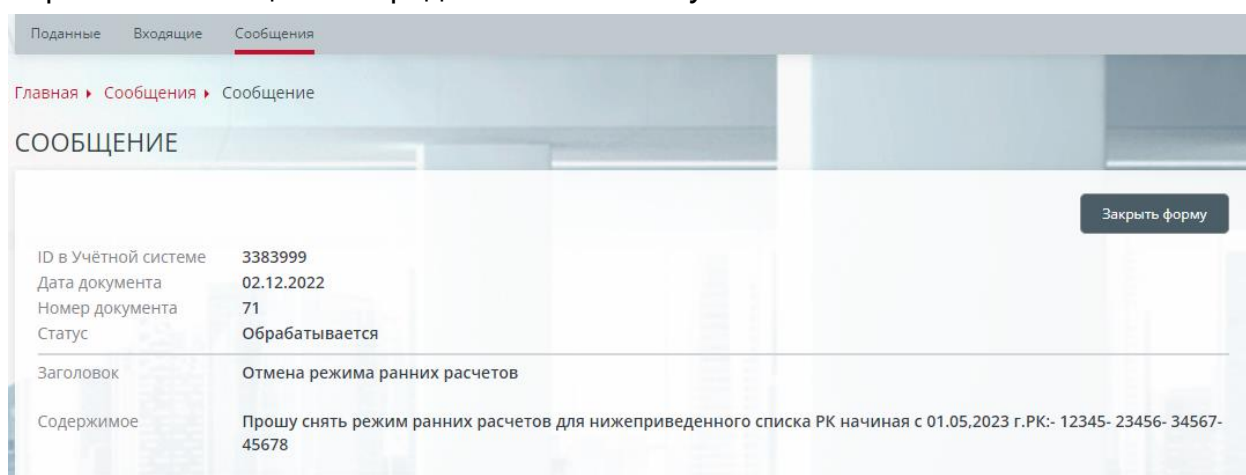 Поданные Входящие Сообщения
Главная Сообщения Сообщение
СООБЩЕНИЕ
Закрыть форму
ID в Учётной системе 3383999
Дата документа 02.12.2022
Номер документа 71
Статус Обрабатывается
Заголовок Отмена режима ранних расчетов
Содержимое Прошу снять режим ранних расчетов для нижеприведенного списка РК начиная с 01.05,2023 г.РК:- 12345- 23456- 34567-
45678